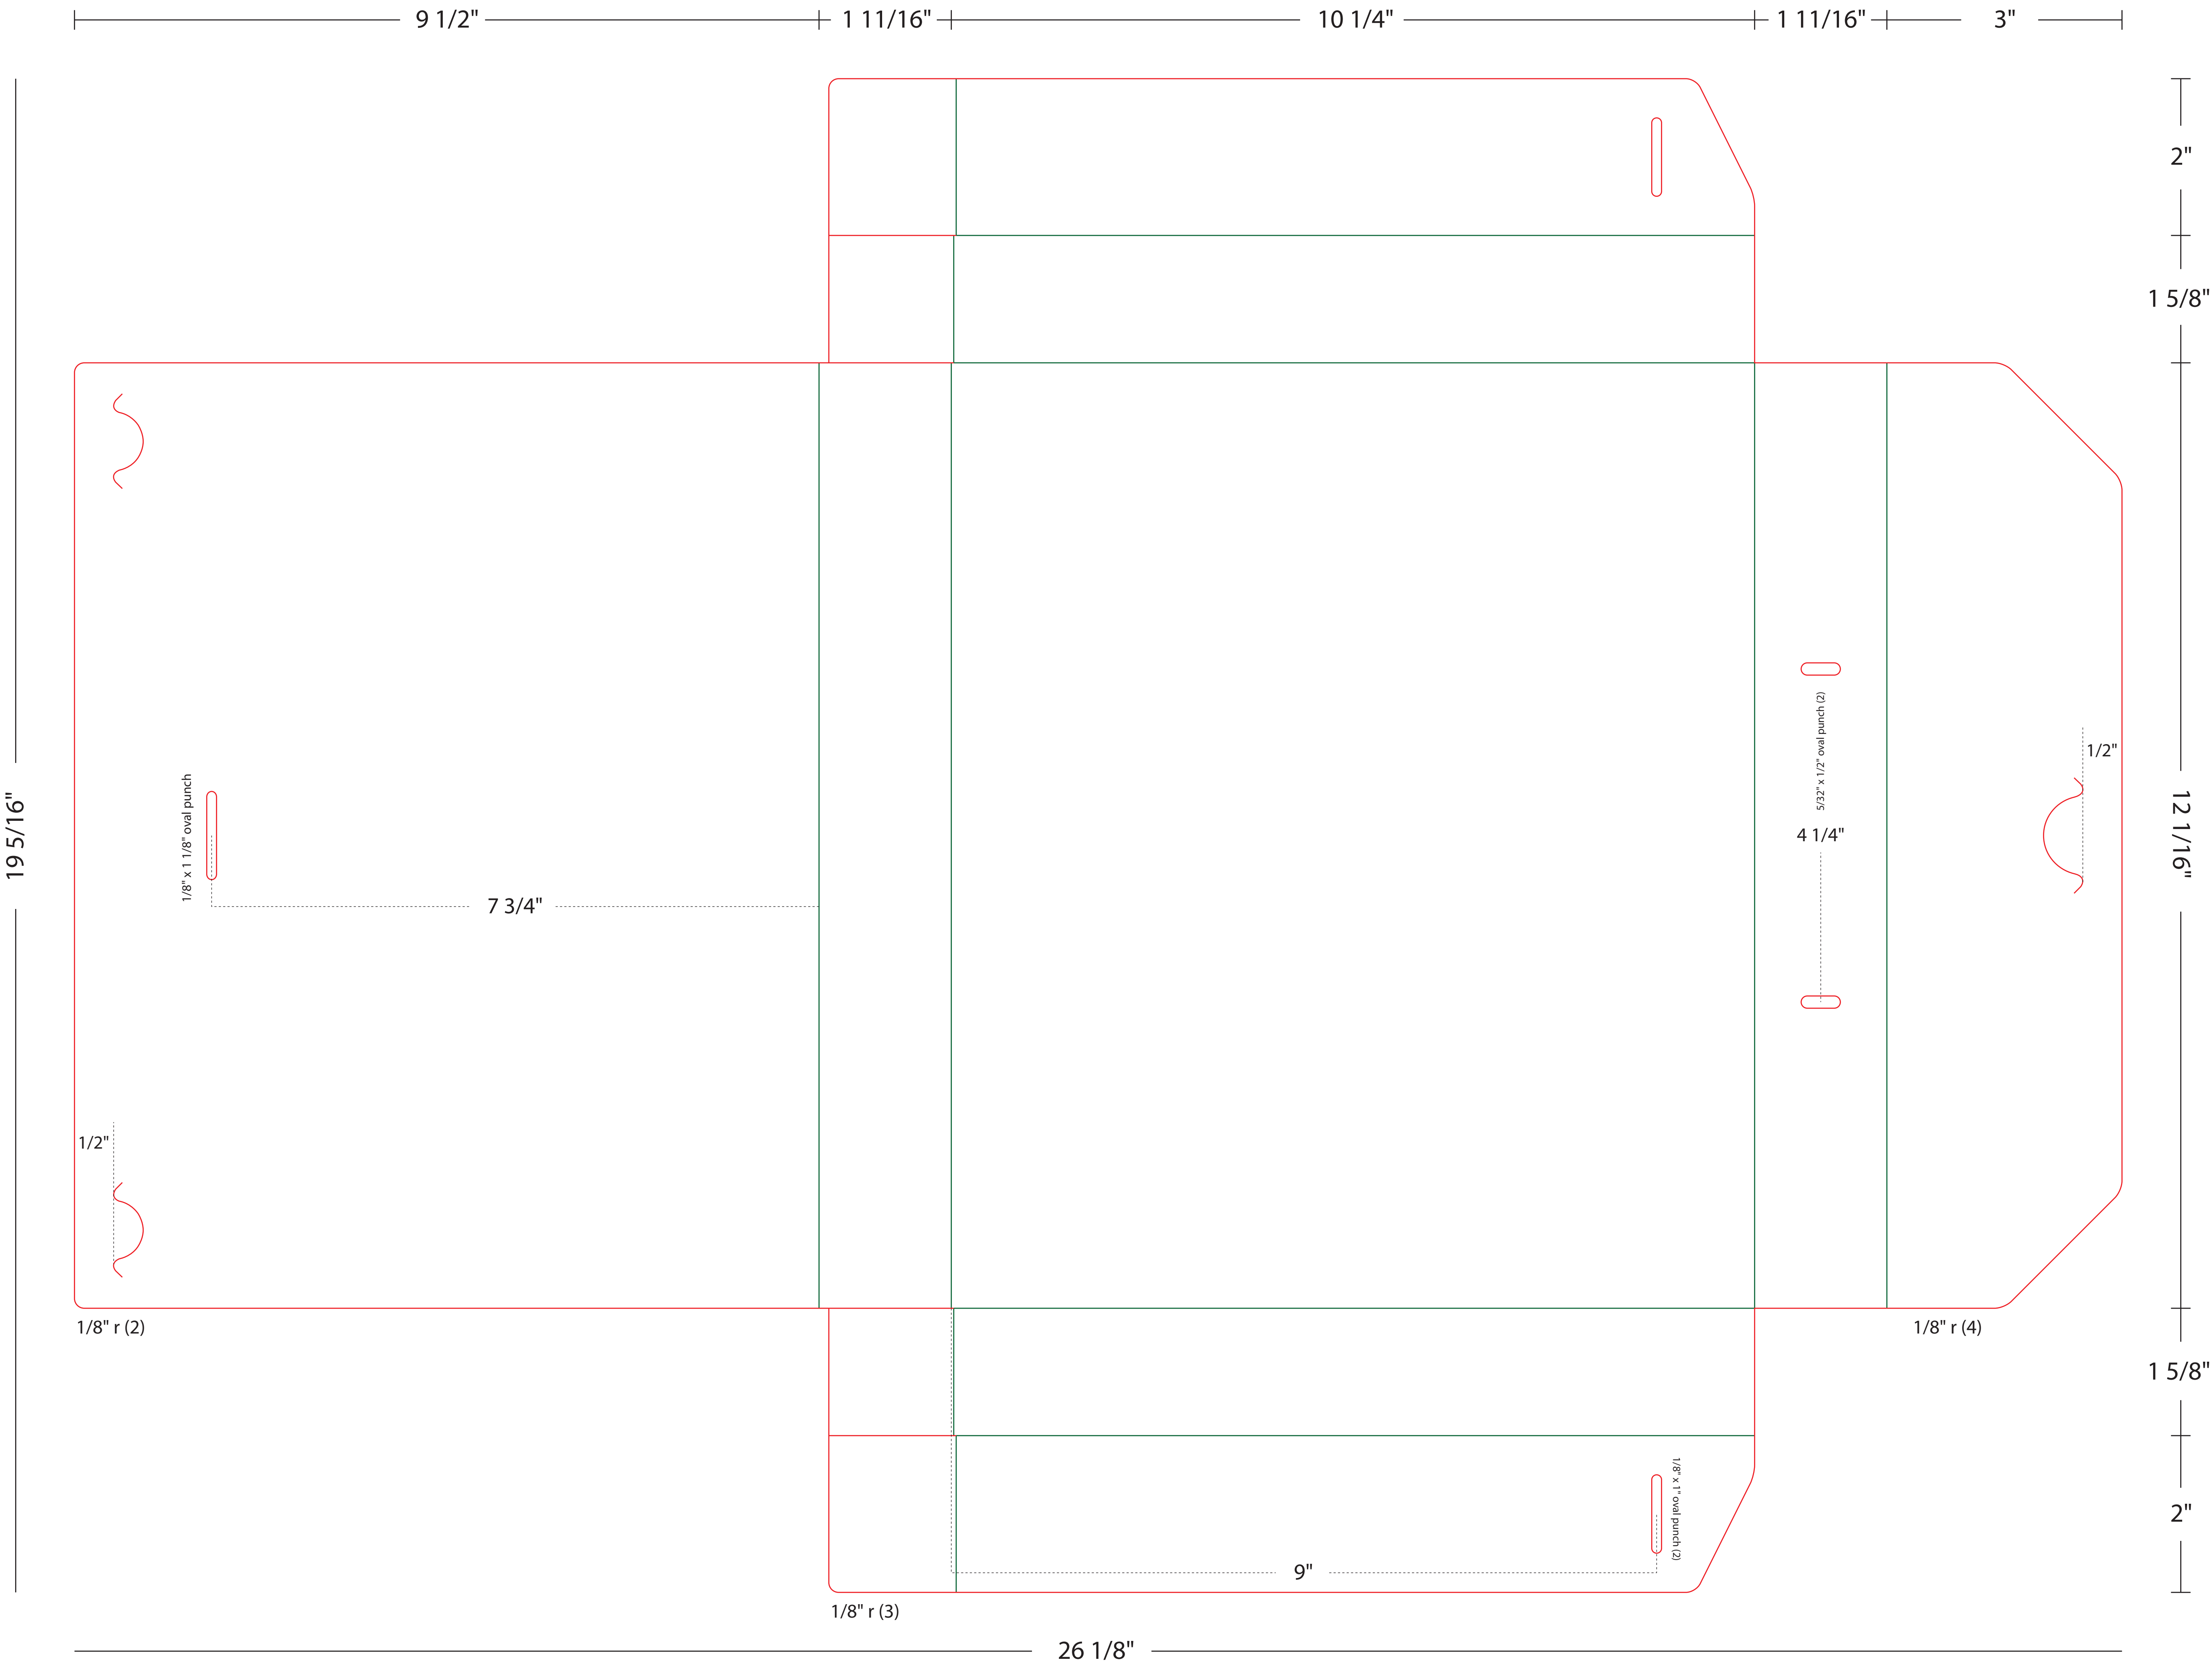 9 1/2"
1 11/16"
10 1/4"
1 11/16"
3"
2"
1 5/8"
12 1/16"
1 5/8"
2"
19 5/16"
1/8" x 1 1/8" oval punch
7 3/4"
5/32" x 1/2" oval punch (2)
4 1/4"
1/2"
1/2"
1/8" r (2)
1/8" r (4)
1/8" x 1" oval punch (2)
9"
1/8" r (3)
26 1/8"